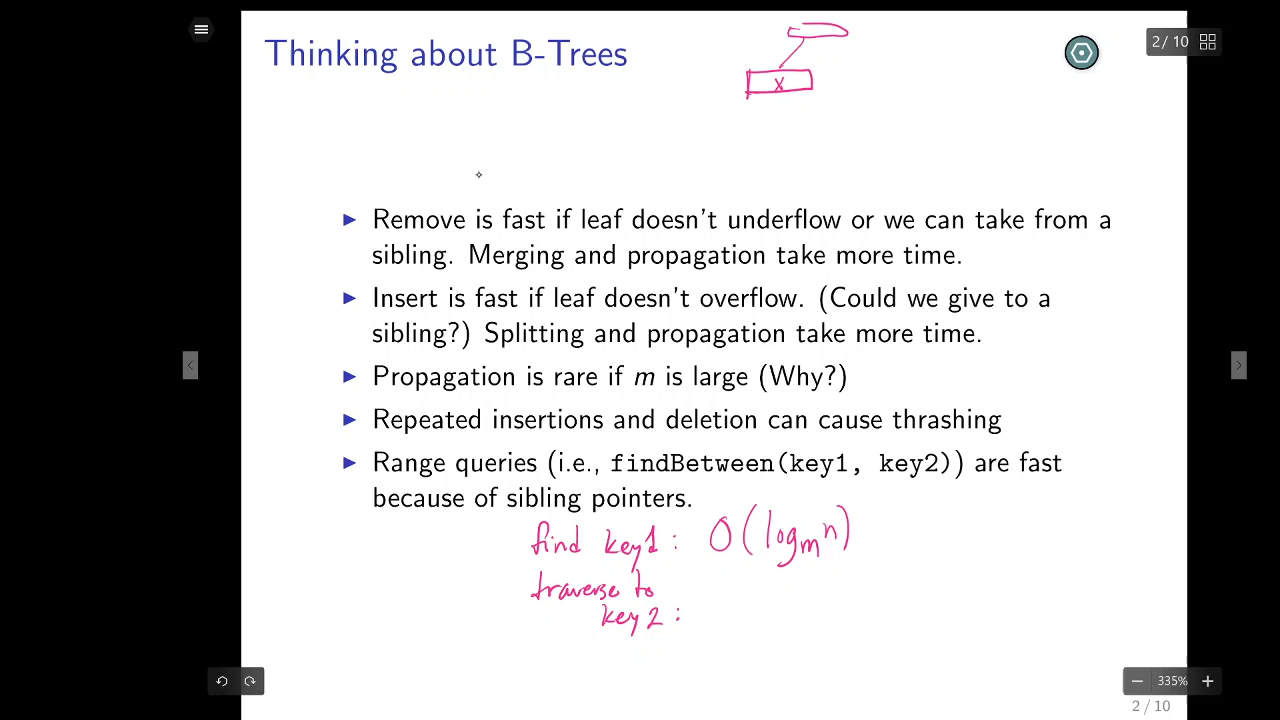 2 / 10
Thinking about B-Trees
x
Remove is fast if leaf doesn't underflow or we can take from a
sibling. Merging and propagation take more time.
Insert is fast if leaf doesn't overflow. (Could we give to a
sibling?) Splitting and propagation take more time.
Propagation is rare if m is large (Why?)
Repeated insertions and deletion can cause thrashing
Range queries (i.e., findBetween(key1, key2)) are fast
because of sibling pointers.
find key1: O(log_m n)
traverse to
key2:
335%
2 / 10